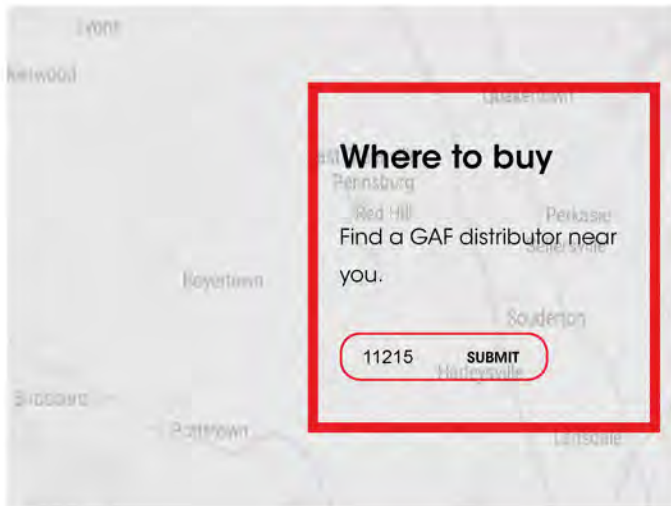 Lyons
Quakertown
Where to buy
Pennsburg
Red Hill
Perkasie
Find a GAF distributor near
Sellersville
you.
Boyertown
Souderton
11215 SUBMIT
Harleysville
Pottstown
Lansdale